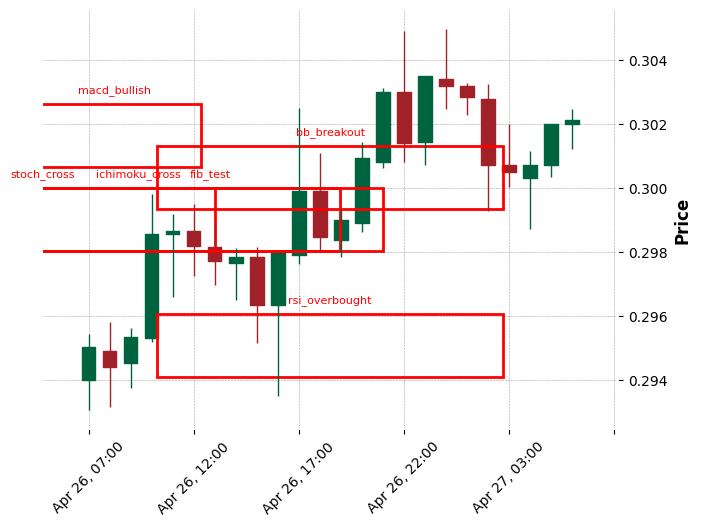 macd_bullish
bb_breakout
stoch_cross
ichimoku_cross
fib_test
rsi_overbought
0.304
0.302
0.300
0.298
0.296
0.294
Price
Apr 26, 07:00
Apr 26, 12:00
Apr 26, 17:00
Apr 26, 22:00
Apr 27, 03:00